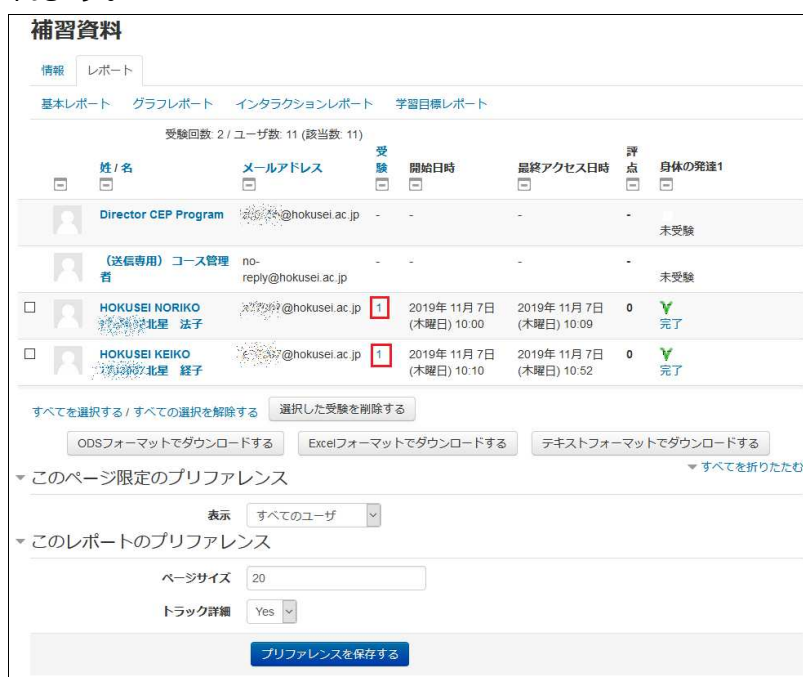 補習資料
情報 レポート
基本レポート グラフレポート インタラクションレポート 学習目標レポート
受験回数: 2 / ユーザ数: 11 (該当数: 11)
姓 / 名 メールアドレス 受験 開始日時 最終アクセス日時 評点 身体の発達1
Director CEP Program @hokusei.ac.jp - - - - 未受験
(送信専用) コース管理者 no-reply@hokusei.ac.jp - - - - 未受験
HOKUSEI NORIKO 北星 法子 @hokusei.ac.jp 1 2019年 11月 7日 (木曜日) 10:00 2019年 11月 7日 (木曜日) 10:09 0 完了
HOKUSEI KEIKO 北星 経子 @hokusei.ac.jp 1 2019年 11月 7日 (木曜日) 10:10 2019年 11月 7日 (木曜日) 10:52 0 完了
すべてを選択する / すべての選択を解除する 選択した受験を削除する
ODSフォーマットでダウンロードする Excelフォーマットでダウンロードする テキストフォーマットでダウンロードする
すべてを折りたたむ
このページ限定のプリファレンス
表示 すべてのユーザ
このレポートのプリファレンス
ページサイズ 20
トラック詳細 Yes
プリファレンスを保存する